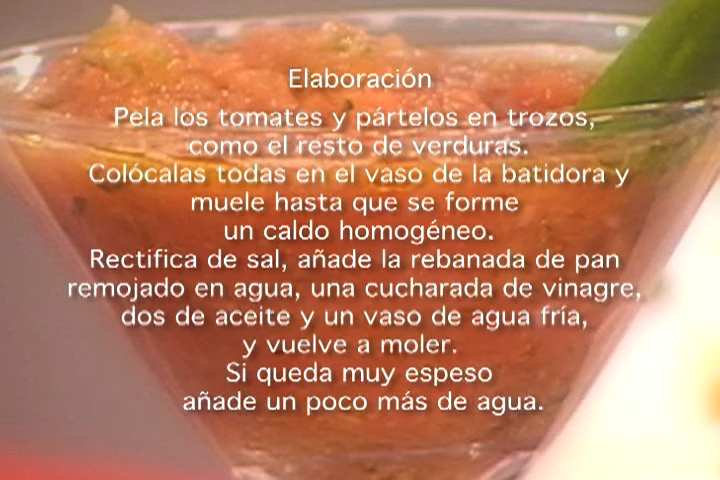 Elaboración
Pela los tomates y pártelos en trozos,
como el resto de verduras.
Colócalas todas en el vaso de la batidora y
muele hasta que se forme
un caldo homogéneo.
Rectifica de sal, añade la rebanada de pan
remojado en agua, una cucharada de vinagre,
dos de aceite y un vaso de agua fría,
y vuelve a moler.
Si queda muy espeso
añade un poco más de agua.